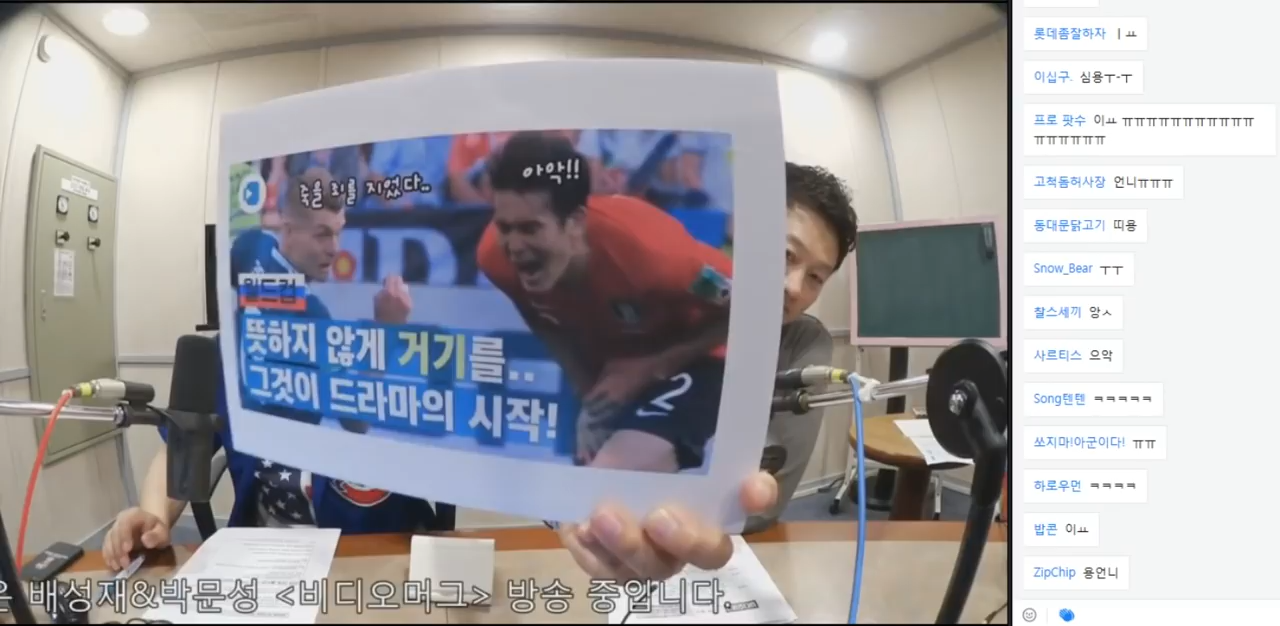 죽을 죄를 지었다..
아악!!
뜻하지 않게 거기를..
그것이 드라마의 시작!
2
은 배성재&박문성 <비디오머그> 방송 중입니다.
롯데좀잘하자 ㅣㅛ
이십구. 심용ㅜ-ㅜ
프로 팟수 이ㅛ ㅠㅠㅠㅠㅠㅠㅠㅠㅠㅠㅠ
ㅠㅠㅠㅠㅠㅠ
고척돔허사장 언니ㅠㅠㅠ
동대문닭고기 띠용
Snow_Bear ㅜㅜ
찰스세끼 앙ㅅ
사르티스 으악
Song텐텐 ㅋㅋㅋㅋㅋ
쏘지마!아군이다! ㅠㅠ
하로우먼 ㅋㅋㅋㅋ
밥콘 이ㅛ
ZipChip 용언니